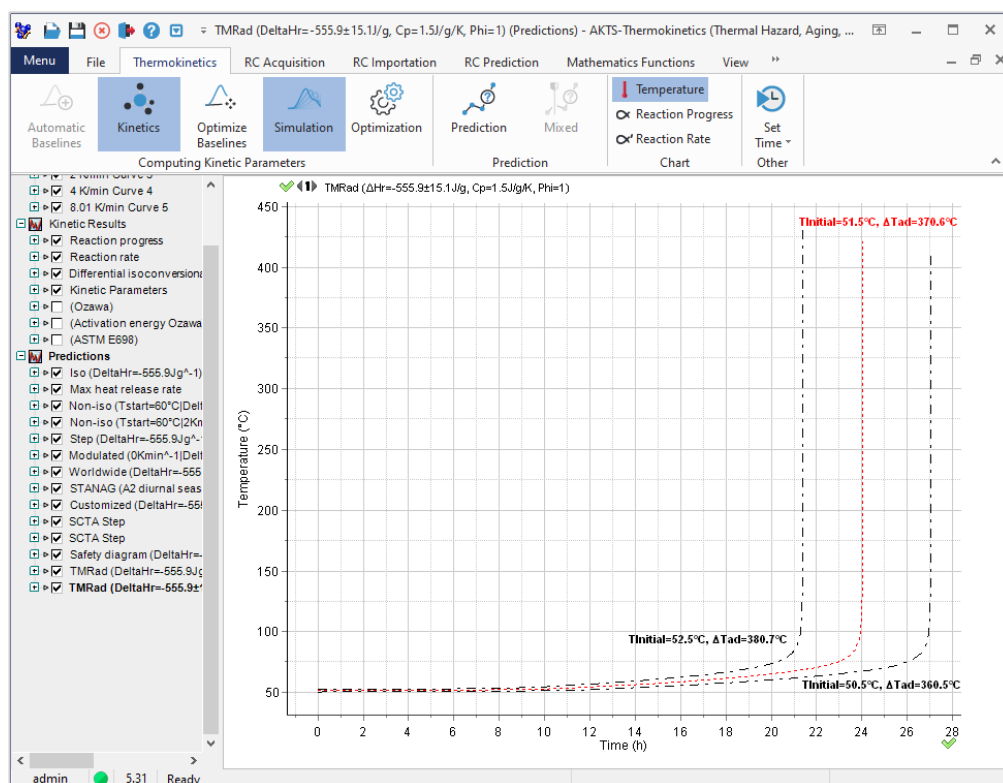 TMRad (DeltaHr=-555.9±15.1J/g, Cp=1.5J/g/K, Phi=1) (Predictions) - AKTS-Thermokinetics (Thermal Hazard, Aging, ...
Menu File Thermokinetics RC Acquisition RC Importation RC Prediction Mathematics Functions View
Automatic Baselines
Kinetics
Optimize Baselines
Simulation
Optimization
Prediction
Mixed
Temperature
Reaction Progress
Reaction Rate
Set Time
Computing Kinetic Parameters
Prediction
Chart
Other
4 K/min Curve 4
8.01 K/min Curve 5
Kinetic Results
Reaction progress
Reaction rate
Differential isoconversiona
Kinetic Parameters
(Ozawa)
(Activation energy Ozawa
(ASTM E698)
Predictions
Iso (DeltaHr=-555.9Jg^-1)
Max heat release rate
Non-iso (Tstart=60°C|Delt
Non-iso (Tstart=60°C|2Km
Step (DeltaHr=-555.9Jg^-1
Modulated (0Kmin^-1|Delt
Worldwide (DeltaHr=-555
STANAG (A2 diurnal seas
Customized (DeltaHr=-555
SCTA Step
SCTA Step
Safety diagram (DeltaHr=-
TMRad (DeltaHr=-555.9Jg
TMRad (DeltaHr=-555.9±
(1) TMRad (ΔHr=-555.9±15.1J/g, Cp=1.5J/g/K, Phi=1)
TInitial=51.5°C, ΔTad=370.6°C
TInitial=52.5°C, ΔTad=380.7°C
TInitial=50.5°C, ΔTad=360.5°C
Temperature (°C)
450
400
350
300
250
200
150
100
50
0 2 4 6 8 10 12 14 16 18 20 22 24 26 28
Time (h)
admin 5.31 Ready